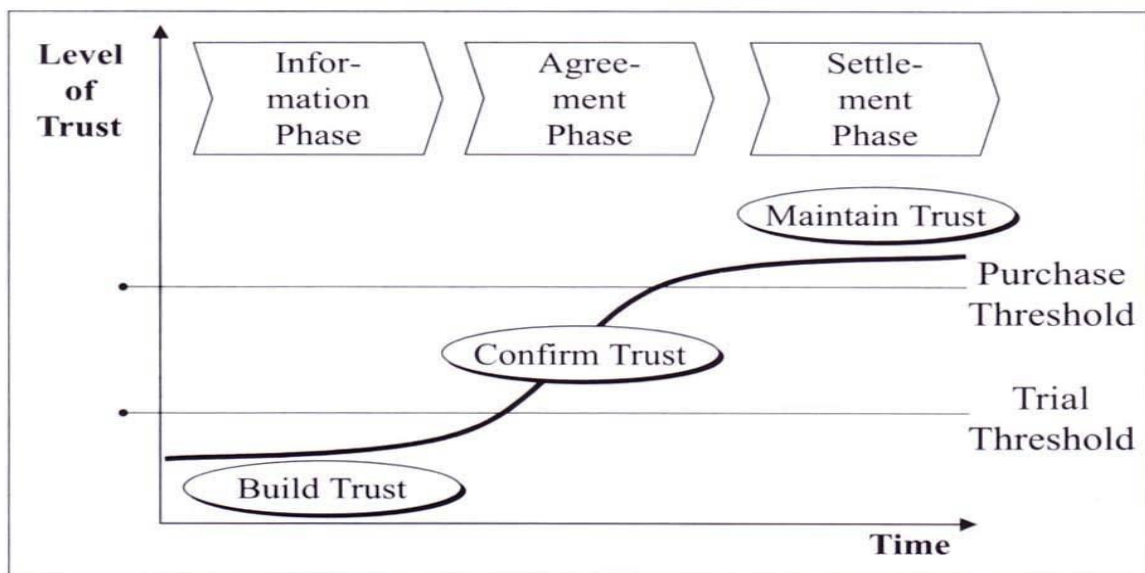 Level
of
Trust
Infor-
mation
Phase
Agree-
ment
Phase
Settle-
ment
Phase
Maintain Trust
Purchase
Threshold
Confirm Trust
Trial
Threshold
Build Trust
Time